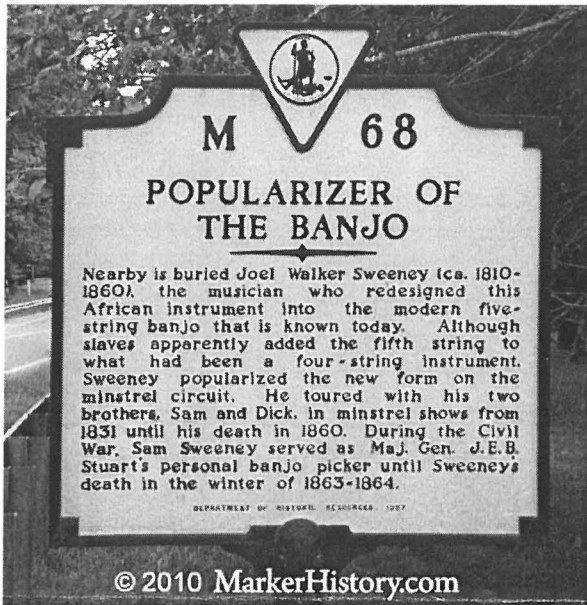 M 68
POPULARIZER OF
THE BANJO
Nearby is buried Joel Walker Sweeney (ca. 1810-
1860), the musician who redesigned this
African instrument into the modern five-
string banjo that is known today. Although
slaves apparently added the fifth string to
what had been a four-string instrument,
Sweeney popularized the new form on the
minstrel circuit. He toured with his two
brothers, Sam and Dick, in minstrel shows from
1831 until his death in 1860. During the Civil
War, Sam Sweeney served as Maj. Gen. J.E.B.
Stuart's personal banjo picker until Sweeney's
death in the winter of 1863-1864.
DEPARTMENT OF HISTORIC RESOURCES, 1987
© 2010 MarkerHistory.com